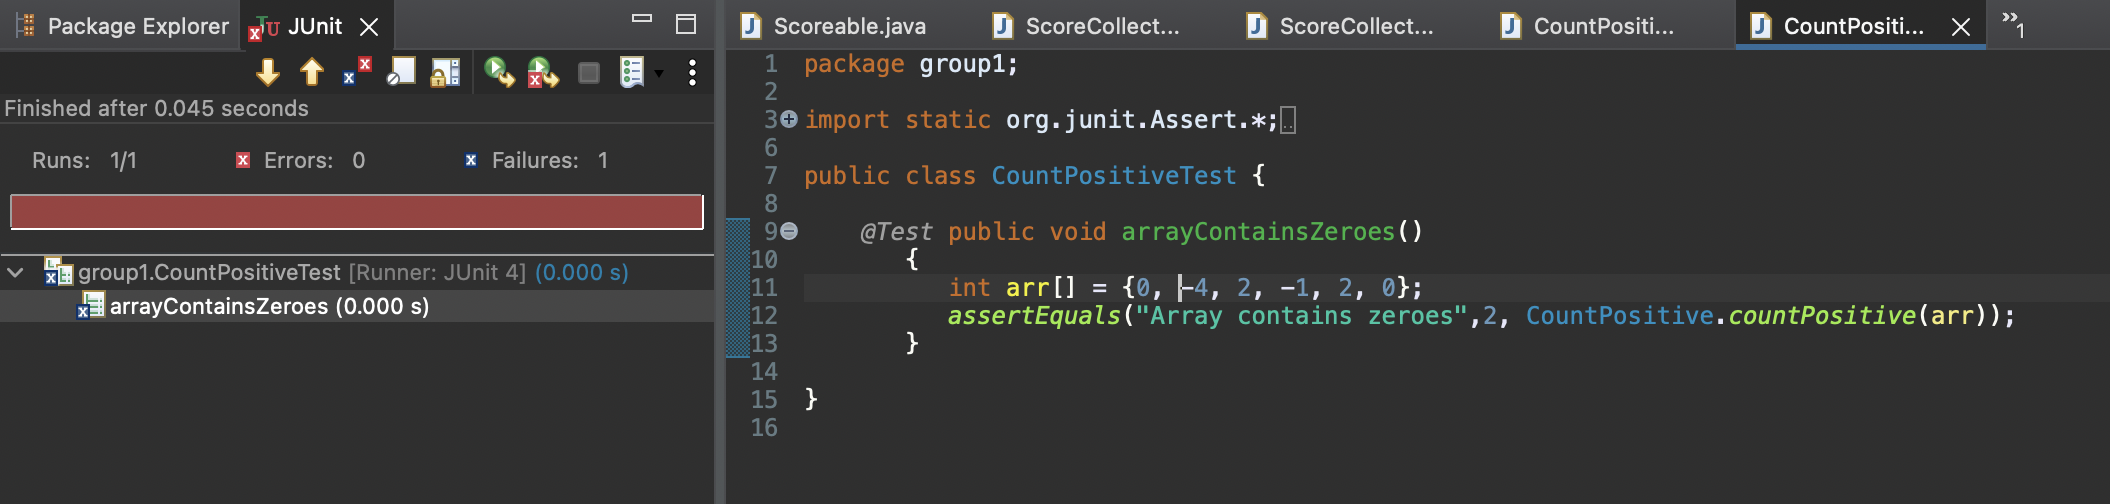 Package Explorer JUnit
Finished after 0.045 seconds
Runs: 1/1 Errors: 0 Failures: 1
group1.CountPositiveTest [Runner: JUnit 4] (0.000 s)
arrayContainsZeroes (0.000 s)
Scoreable.java ScoreCollect... ScoreCollect... CountPositi... CountPositi... »1
1 package group1;
2
3 import static org.junit.Assert.*;
6
7 public class CountPositiveTest {
8
9 @Test public void arrayContainsZeroes()
10 {
11 int arr[] = {0, -4, 2, -1, 2, 0};
12 assertEquals("Array contains zeroes",2, CountPositive.countPositive(arr));
13 }
14
15 }
16